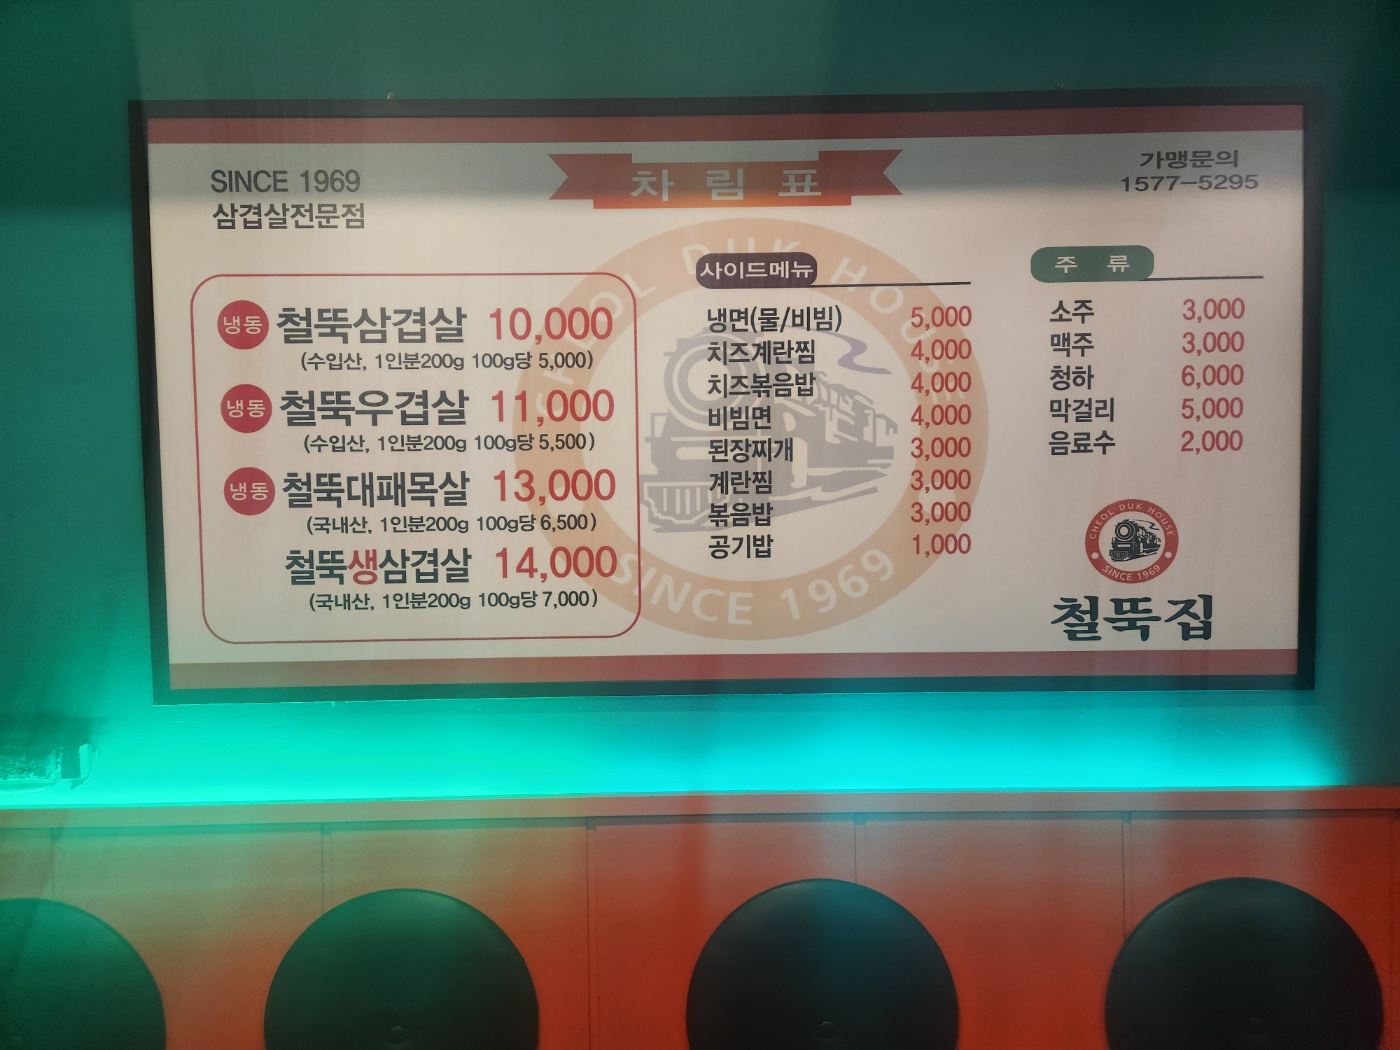 SINCE 1969
삼겹살전문점
차림표
가맹문의
1577-5295
냉동 철뚝삼겹살 10,000
(수입산, 1인분200g 100g당 5,000)
냉동 철뚝우겹살 11,000
(수입산, 1인분200g 100g당 5,500)
냉동 철뚝대패목살 13,000
(국내산, 1인분200g 100g당 6,500)
철뚝생삼겹살 14,000
(국내산, 1인분200g 100g당 7,000)
사이드메뉴
냉면(물/비빔) 5,000
치즈계란찜 4,000
치즈볶음밥 4,000
비빔면 4,000
된장찌개 3,000
계란찜 3,000
볶음밥 3,000
공기밥 1,000
주 류
소주 3,000
맥주 3,000
청하 6,000
막걸리 5,000
음료수 2,000
CHEOL DUK HOUSE
SINCE 1969
CHEOL DUK HOUSE
SINCE 1969
철뚝집